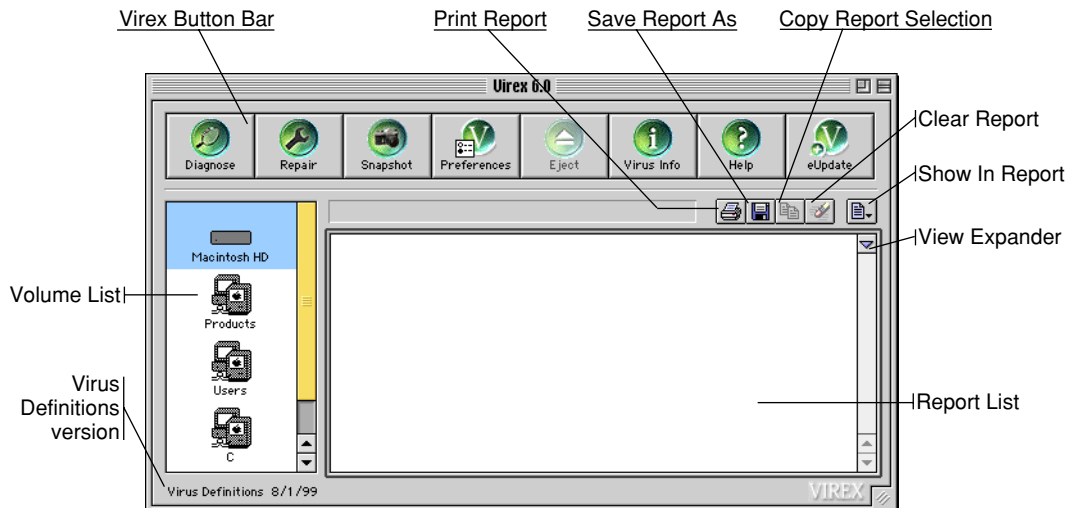 Virex Button Bar
Print Report
Save Report As
Copy Report Selection
Virex 6.0
Clear Report
Diagnose
Repair
Snapshot
Preferences
Eject
Virus Info
Help
eUpdate
Show In Report
Macintosh HD
View Expander
Volume List
Products
Users
Virus
Definitions
version
Report List
C
Virus Definitions 8/1/99
VIREX